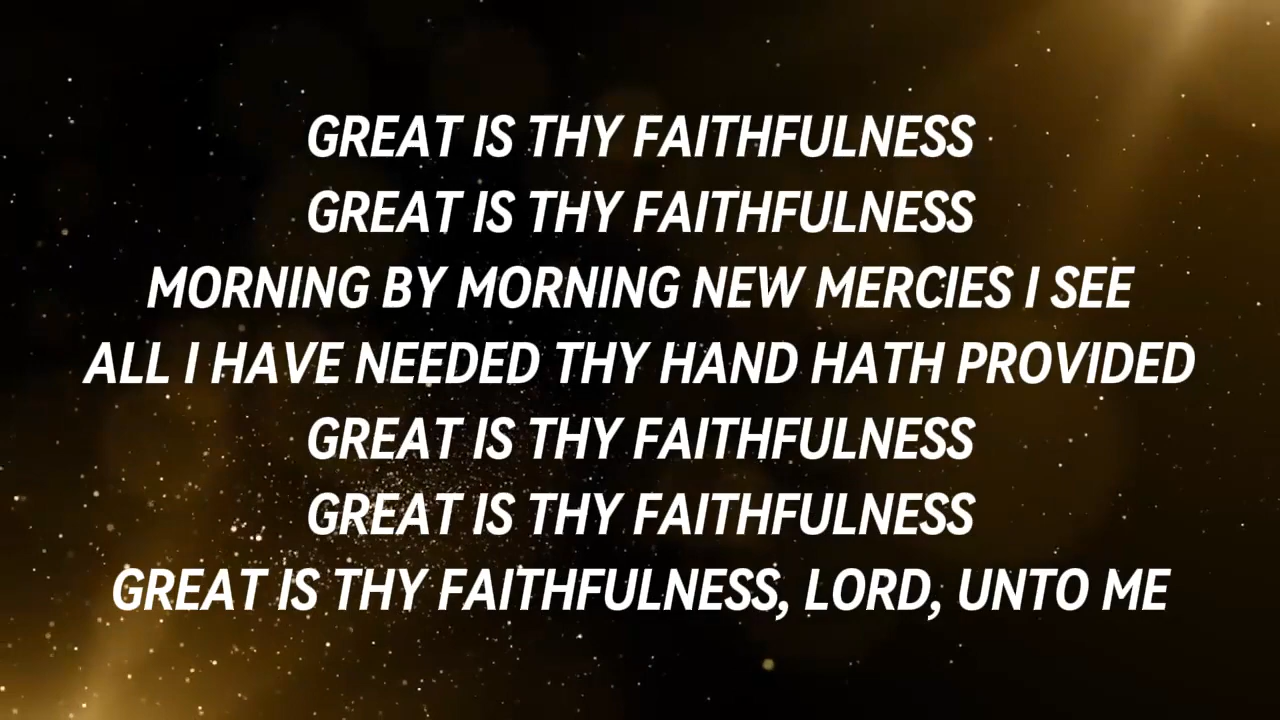 GREAT IS THY FAITHFULNESS
GREAT IS THY FAITHFULNESS
MORNING BY MORNING NEW MERCIES I SEE
ALL I HAVE NEEDED THY HAND HATH PROVIDED
GREAT IS THY FAITHFULNESS
GREAT IS THY FAITHFULNESS
GREAT IS THY FAITHFULNESS, LORD, UNTO ME